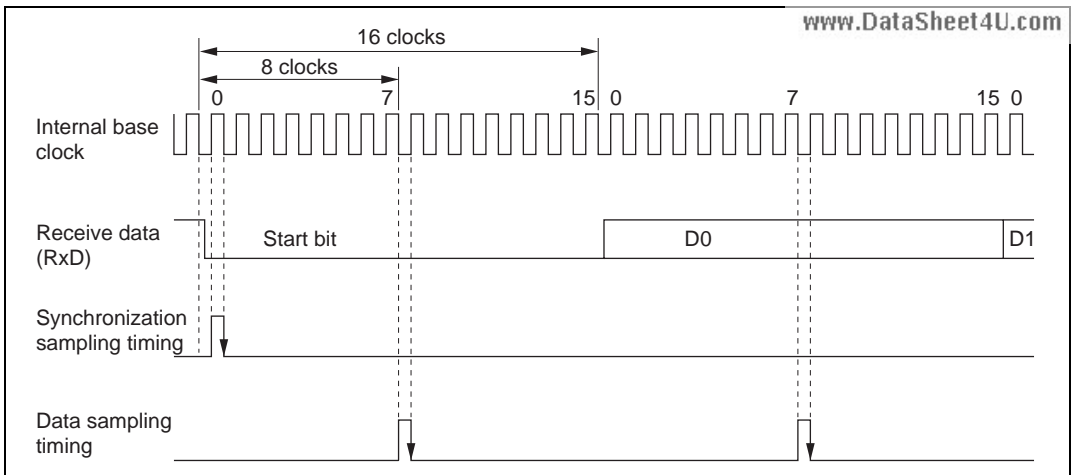 www.DataSheet4U.com
16 clocks
8 clocks
0 7 15 0 7 15 0
Internal base
clock
Receive data
(RxD)
Start bit D0 D1
Synchronization
sampling timing
Data sampling
timing